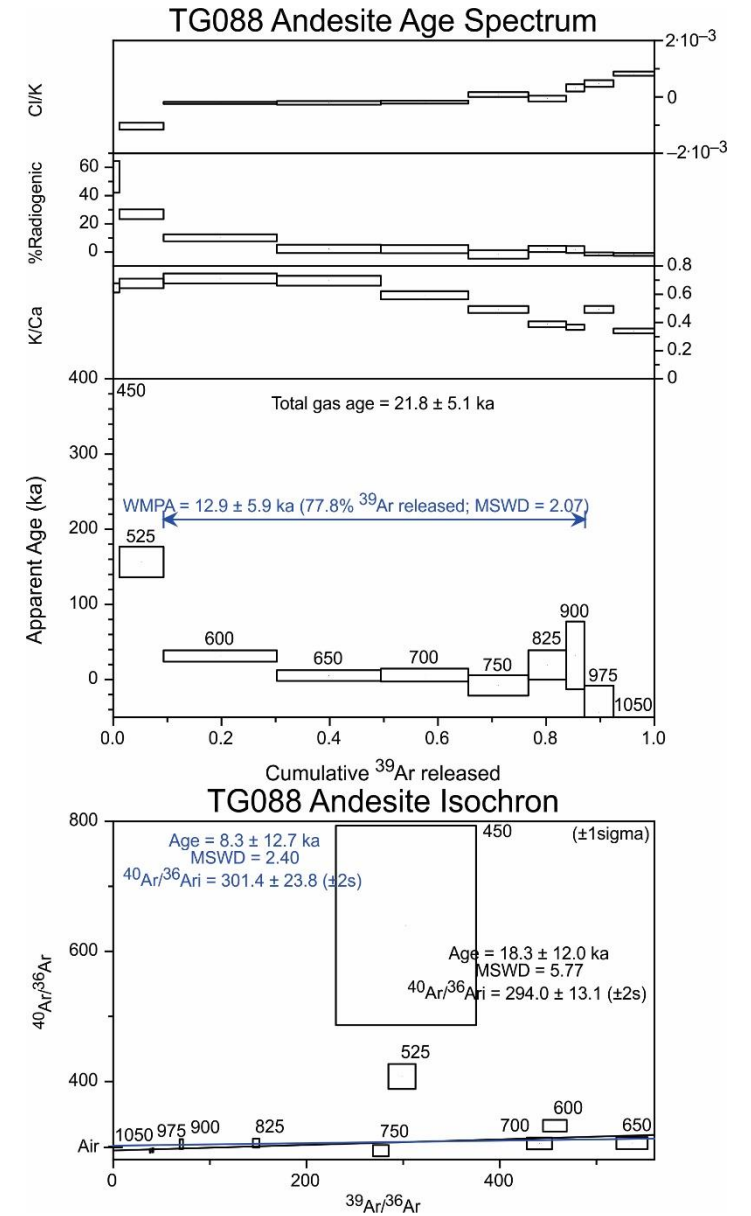 TG088 Andesite Age Spectrum
Cl/K
2·10⁻³
0
–2·10⁻³
%Radiogenic
60
40
20
0
K/Ca
0.8
0.6
0.4
0.2
0
Apparent Age (ka)
400
300
200
100
0
450
Total gas age = 21.8 ± 5.1 ka
WMPA = 12.9 ± 5.9 ka (77.8% ³⁹Ar released; MSWD = 2.07)
525
600
650
700
750
825
900
975
1050
0.0 0.2 0.4 0.6 0.8 1.0
Cumulative ³⁹Ar released
TG088 Andesite Isochron
⁴⁰Ar/³⁶Ar
800
600
400
Air
Age = 8.3 ± 12.7 ka
MSWD = 2.40
⁴⁰Ar/³⁶Ari = 301.4 ± 23.8 (±2s)
450
(±1sigma)
Age = 18.3 ± 12.0 ka
MSWD = 5.77
⁴⁰Ar/³⁶Ari = 294.0 ± 13.1 (±2s)
525
600
1050 975 900 825 750 700 650
0 200 400
³⁹Ar/³⁶Ar